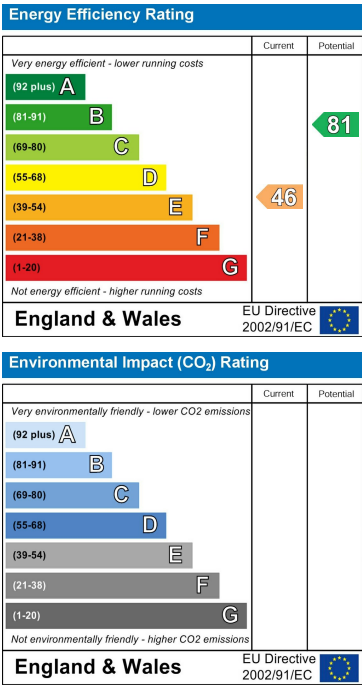 Energy Efficiency Rating
Current Potential
Very energy efficient - lower running costs
(92 plus) A
(81-91) B
81
(69-80) C
(55-68) D
(39-54) E
46
(21-38) F
(1-20) G
Not energy efficient - higher running costs
England & Wales
EU Directive
2002/91/EC
Environmental Impact (CO₂) Rating
Current Potential
Very environmentally friendly - lower CO2 emissions
(92 plus) A
(81-91) B
(69-80) C
(55-68) D
(39-54) E
(21-38) F
(1-20) G
Not environmentally friendly - higher CO2 emissions
England & Wales
EU Directive
2002/91/EC